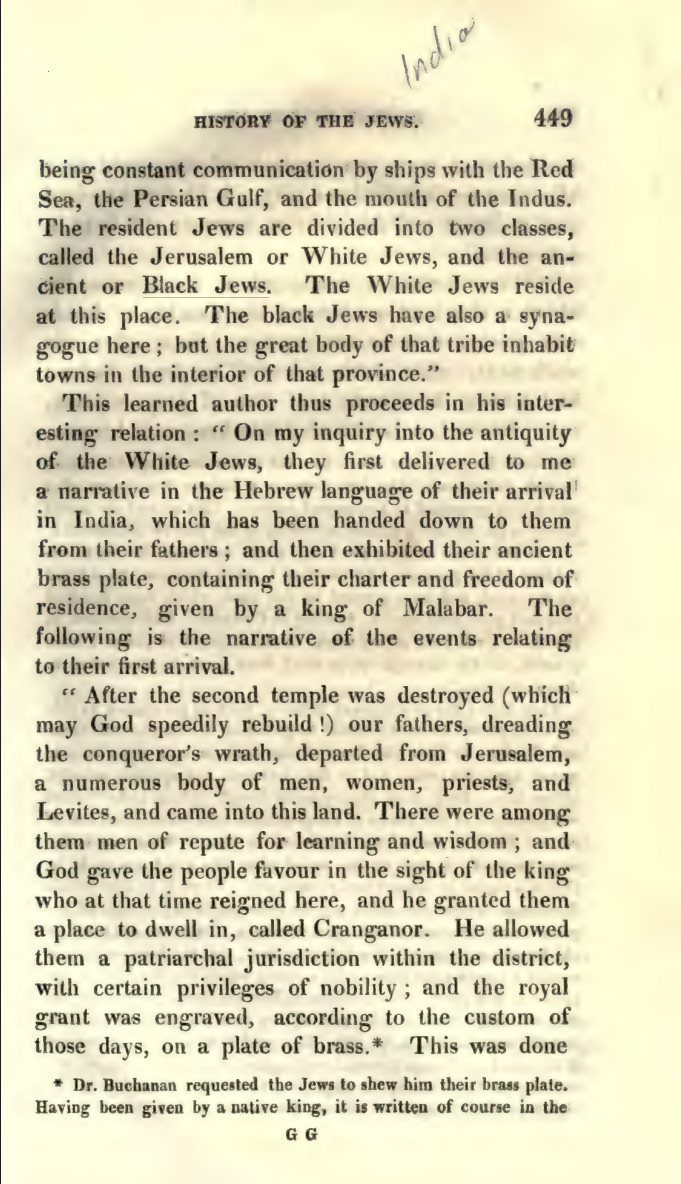 India
HISTORY OF THE JEWS. 449
being constant communication by ships with the Red
Sea, the Persian Gulf, and the mouth of the Indus.
The resident Jews are divided into two classes,
called the Jerusalem or White Jews, and the an-
cient or Black Jews. The White Jews reside
at this place. The black Jews have also a syna-
gogue here ; but the great body of that tribe inhabit
towns in the interior of that province.”
This learned author thus proceeds in his inter-
esting relation : “ On my inquiry into the antiquity
of the White Jews, they first delivered to me
a narrative in the Hebrew language of their arrival
in India, which has been handed down to them
from their fathers ; and then exhibited their ancient
brass plate, containing their charter and freedom of
residence, given by a king of Malabar. The
following is the narrative of the events relating
to their first arrival.
“ After the second temple was destroyed (which
may God speedily rebuild !) our fathers, dreading
the conqueror’s wrath, departed from Jerusalem,
a numerous body of men, women, priests, and
Levites, and came into this land. There were among
them men of repute for learning and wisdom ; and
God gave the people favour in the sight of the king
who at that time reigned here, and he granted them
a place to dwell in, called Cranganor. He allowed
them a patriarchal jurisdiction within the district,
with certain privileges of nobility ; and the royal
grant was engraved, according to the custom of
those days, on a plate of brass.* This was done
* Dr. Buchanan requested the Jews to shew him their brass plate.
Having been given by a native king, it is written of course in the
G G